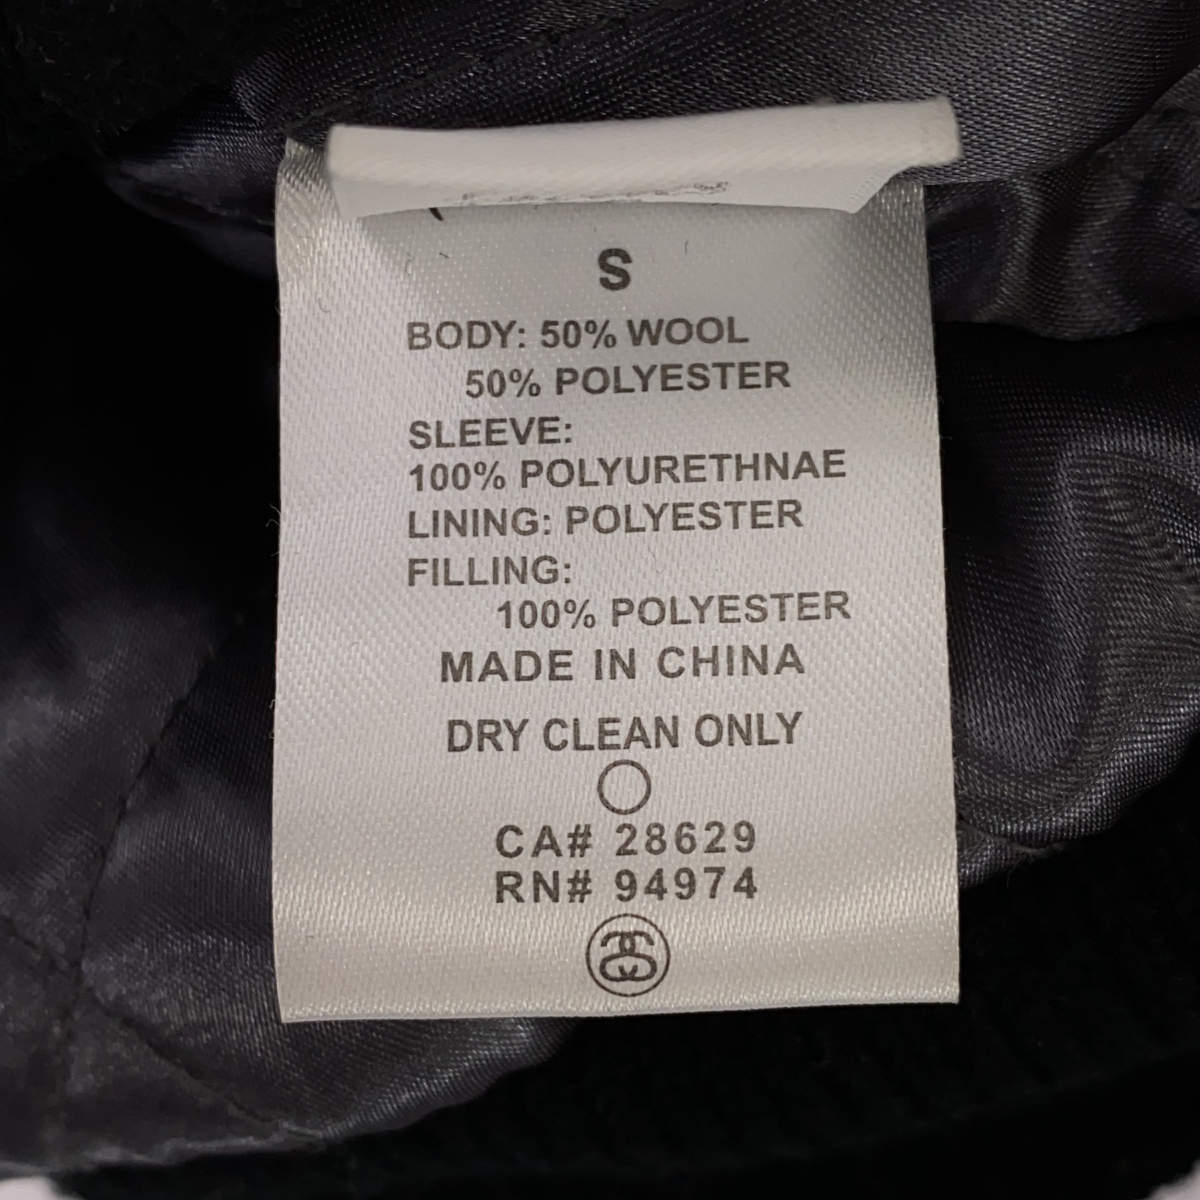 S
BODY: 50% WOOL
50% POLYESTER
SLEEVE:
100% POLYURETHNAE
LINING: POLYESTER
FILLING:
100% POLYESTER
MADE IN CHINA
DRY CLEAN ONLY
CA# 28629
RN# 94974